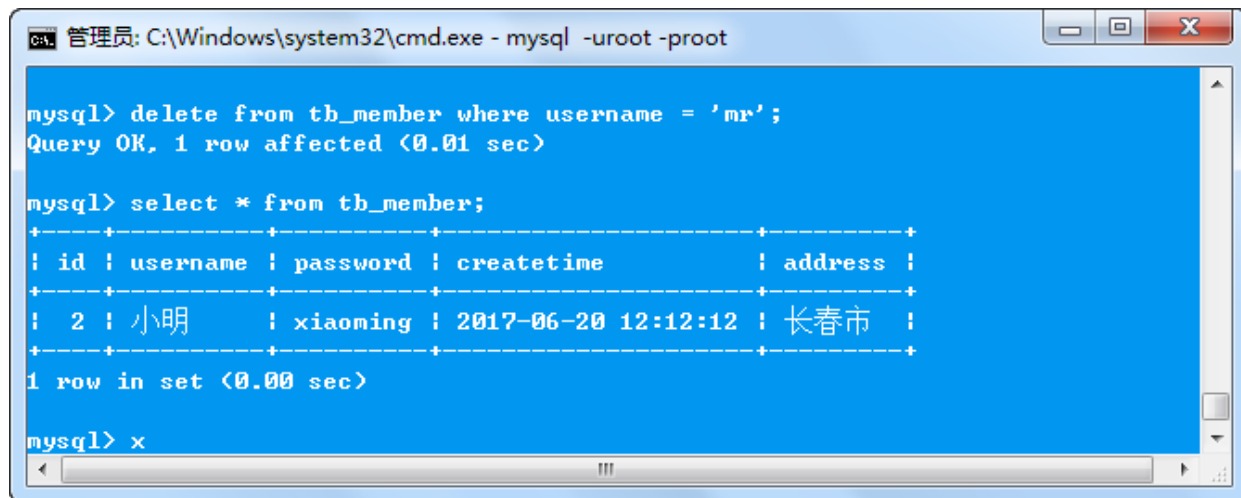 管理员: C:\Windows\system32\cmd.exe - mysql  -uroot -proot
mysql> delete from tb_member where username = 'mr';
Query OK, 1 row affected (0.01 sec)
mysql> select * from tb_member;
+----+----------+----------+---------------------+---------+
| id | username | password | createtime          | address |
+----+----------+----------+---------------------+---------+
|  2 | 小明     | xiaoming | 2017-06-20 12:12:12 | 长春市  |
+----+----------+----------+---------------------+---------+
1 row in set (0.00 sec)
mysql> x